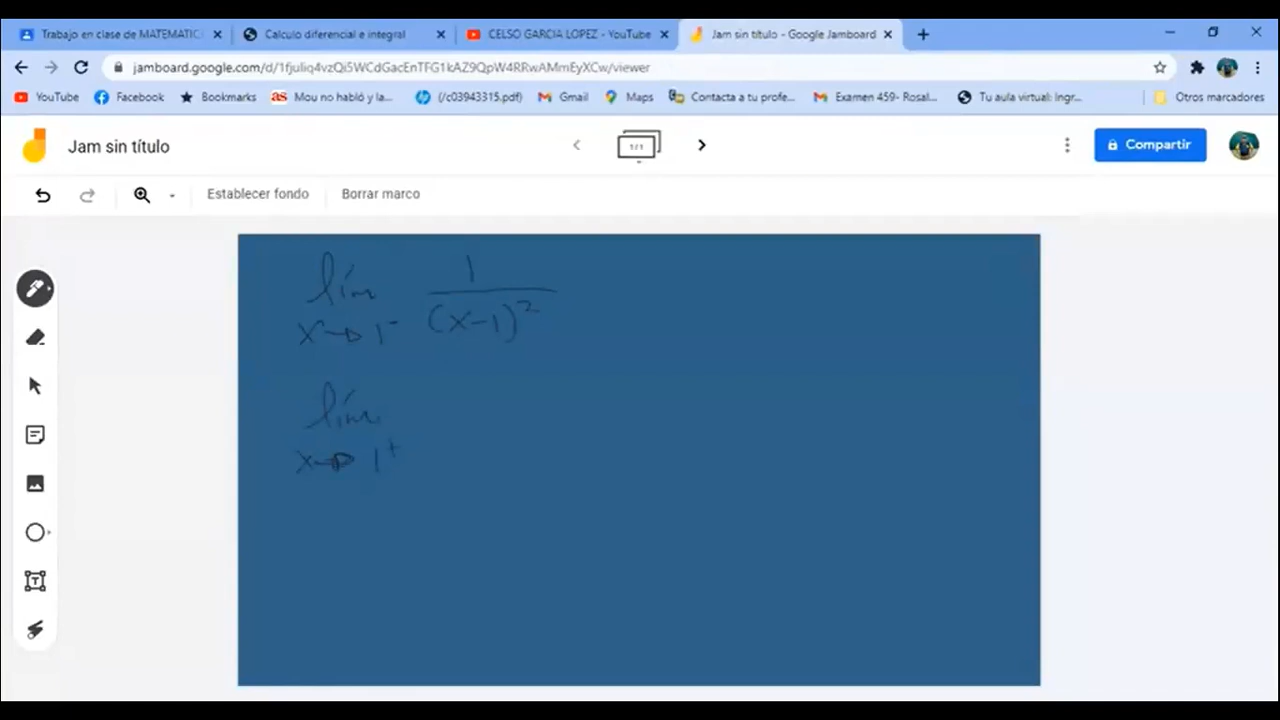 Trabajo en clase de MATEMATIC
Calculo diferencial e integral
CELSO GARCIA LOPEZ - YouTube
Jam sin título - Google Jamboard
jamboard.google.com/d/1fjuliq4vzQi5WCdGacEnTFG1kAZ9QpW4RRwAMmEyXCw/viewer
YouTube
Facebook
Bookmarks
as
Mou no habló y la...
(/c03943315.pdf)
Gmail
Maps
Contacta a tu profe...
Examen 459- Rosal...
Tu aula virtual: Ingr...
Otros marcadores
Jam sin título
1/1
Compartir
Establecer fondo
Borrar marco
lím 1
x→1⁻ (x-1)²
lím
x→1⁺